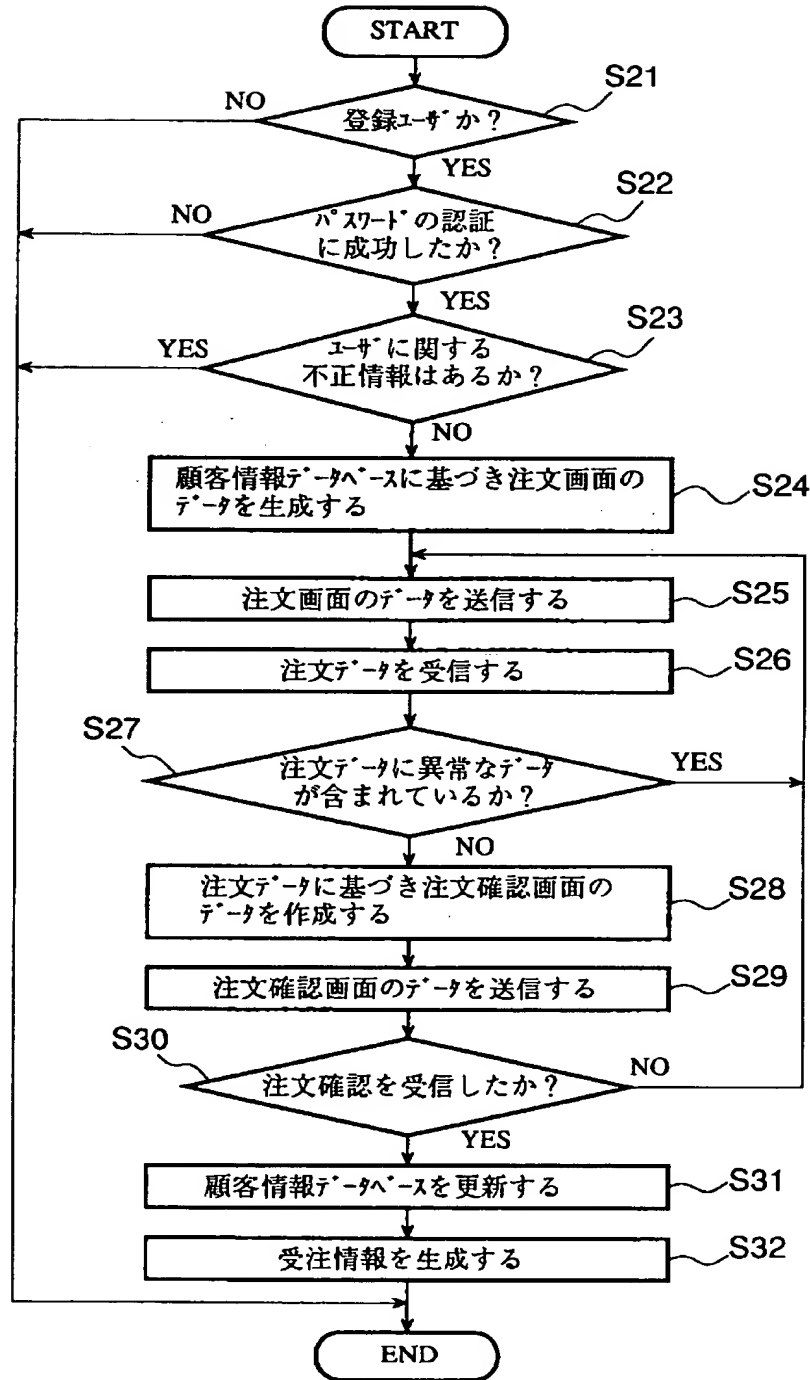 START
S21
NO
登録ユーザか?
YES
S22
NO
パスワードの認証
に成功したか?
YES
S23
YES
ユーザに関する
不正情報はあるか?
NO
顧客情報データベースに基づき注文画面の
データを生成する
S24
注文画面のデータを送信する
S25
注文データを受信する
S26
S27
注文データに異常なデータ
が含まれているか?
YES
NO
注文データに基づき注文確認画面の
データを作成する
S28
注文確認画面のデータを送信する
S29
S30
注文確認を受信したか?
NO
YES
顧客情報データベースを更新する
S31
受注情報を生成する
S32
END